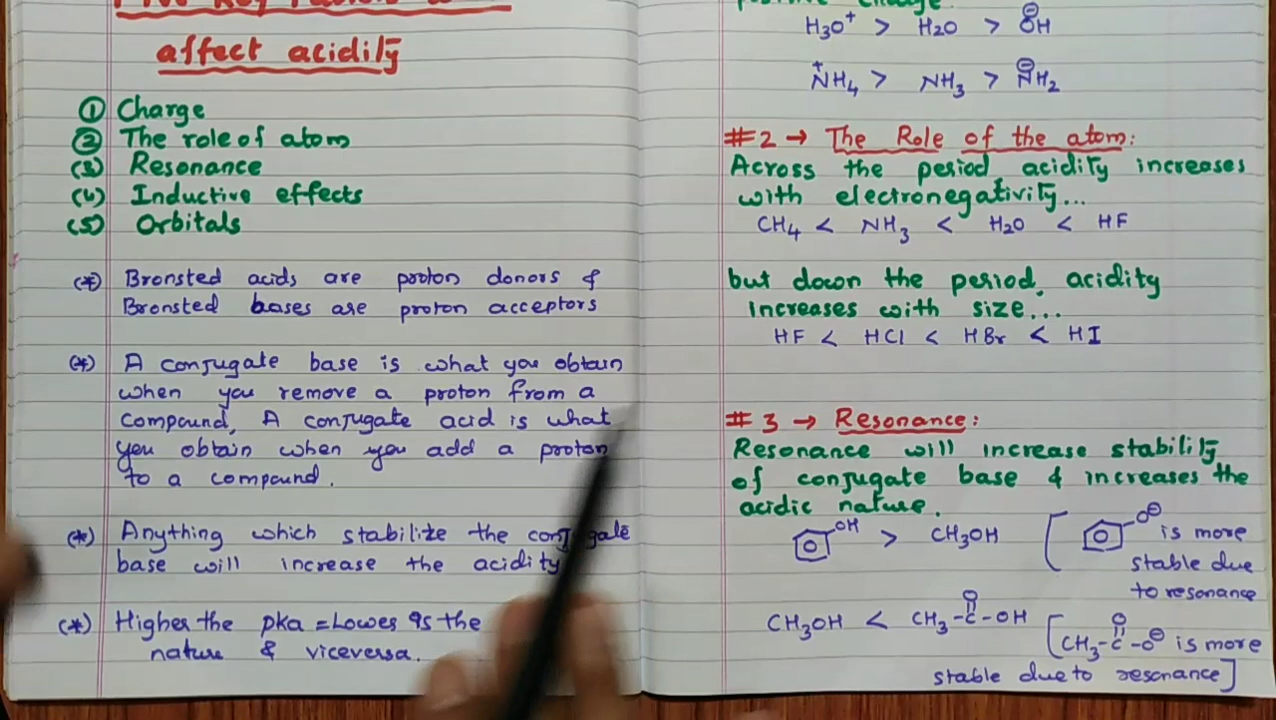 affect acidity
① Charge
② The role of atom
(3) Resonance
(4) Inductive effects
(5) Orbitals
(*) Bronsted acids are proton donors &
Bronsted bases are proton acceptors
(*) A conjugate base is what you obtain
when you remove a proton from a
compound, A conjugate acid is what
you obtain when you add a proton
to a compound.
(*) Anything which stabilize the conjugate
base will increase the acidity
(*) Higher the pka = Lower is the
nature & viceversa.
H3O⁺ > H2O > ⊖OH
⁺NH4 > NH3 > ⊖NH2
#2 → The Role of the atom:
Across the period, acidity increases
with electronegativity...
CH4 < NH3 < H2O < HF
but down the period, acidity
increases with size...
HF < HCl < HBr < HI
#3 → Resonance:
Resonance will increase stability
of conjugate base & increases the
acidic nature.
OH > CH3OH [ O⊖ is more
stable due
to resonance
CH3OH < CH3-C-OH [CH3-C-O⊖ is more
O O
stable due to resonance]